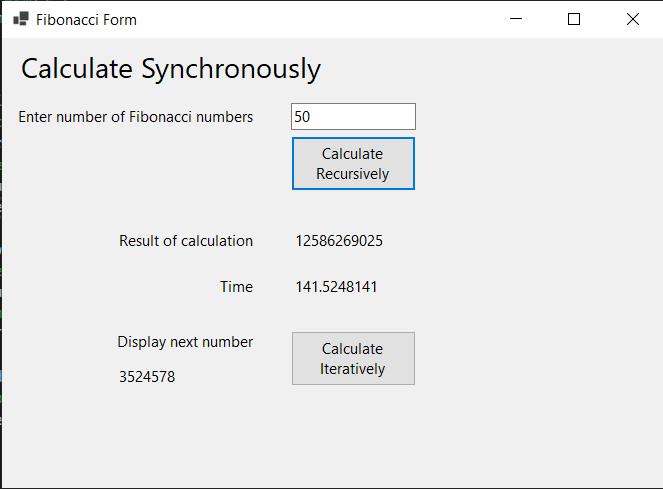 Fibonacci Form
Calculate Synchronously
Enter number of Fibonacci numbers
50
Calculate
Recursively
Result of calculation
12586269025
Time
141.5248141
Display next number
3524578
Calculate
Iteratively